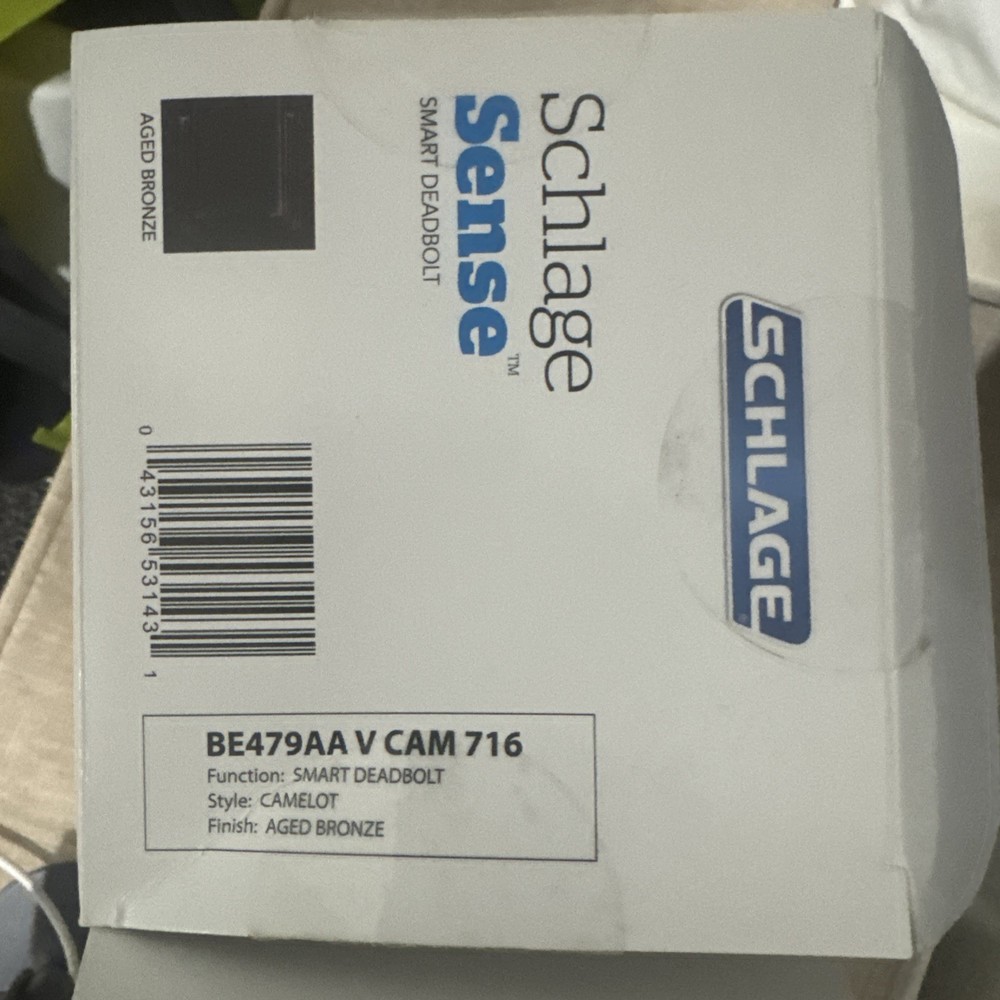 SCHLAGE
Schlage
Sense™
SMART DEADBOLT
AGED BRONZE
0 43156 53143 1
BE479AA V CAM 716
Function: SMART DEADBOLT
Style: CAMELOT
Finish: AGED BRONZE